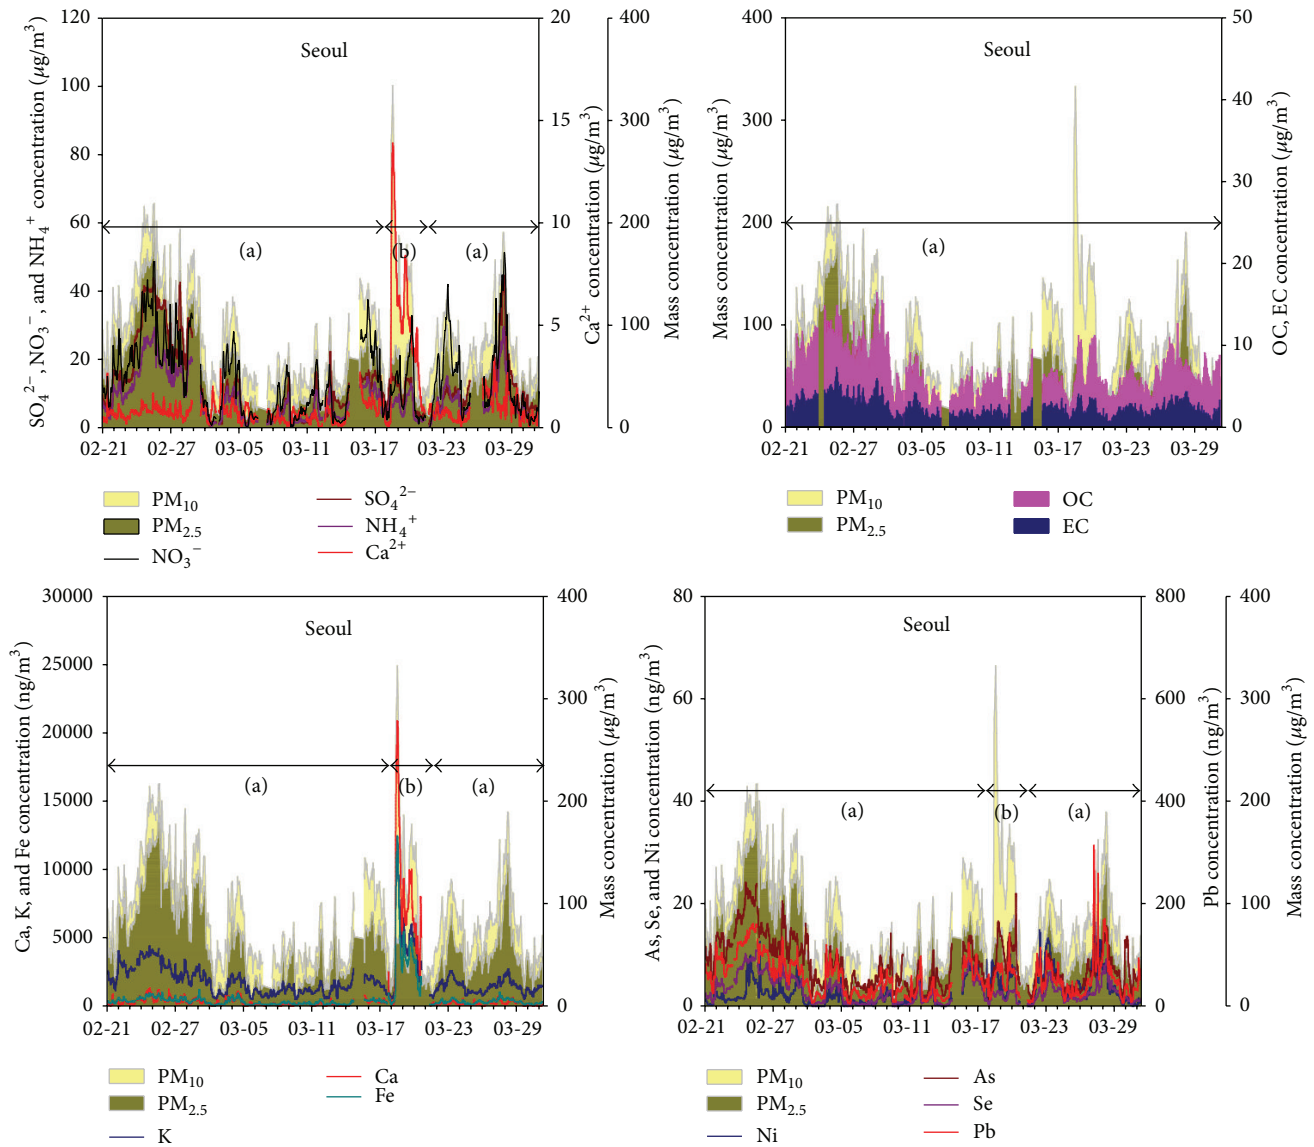 Seoul
SO₄²⁻, NO₃⁻, and NH₄⁺ concentration (μg/m³)
120
100
80
60
40
20
0
20
15
10
5
0
Ca²⁺ concentration (μg/m³)
400
300
200
100
0
Mass concentration (μg/m³)
(a)
(b)
(a)
02-21 02-27 03-05 03-11 03-17 03-23 03-29
PM₁₀
PM₂.₅
NO₃⁻
SO₄²⁻
NH₄⁺
Ca²⁺
Seoul
Mass concentration (μg/m³)
400
300
200
100
0
50
40
30
20
10
0
OC, EC concentration (μg/m³)
(a)
02-21 02-27 03-05 03-11 03-17 03-23 03-29
PM₁₀
PM₂.₅
OC
EC
Seoul
Ca, K, and Fe concentration (ng/m³)
30000
25000
20000
15000
10000
5000
0
400
300
200
100
0
Mass concentration (μg/m³)
(a)
(b)
(a)
02-21 02-27 03-05 03-11 03-17 03-23 03-29
PM₁₀
PM₂.₅
K
Ca
Fe
Seoul
As, Se, and Ni concentration (ng/m³)
80
60
40
20
0
800
600
400
200
0
Pb concentration (ng/m³)
400
300
200
100
0
Mass concentration (μg/m³)
(a)
(b)
(a)
02-21 02-27 03-05 03-11 03-17 03-23 03-29
PM₁₀
PM₂.₅
Ni
As
Se
Pb